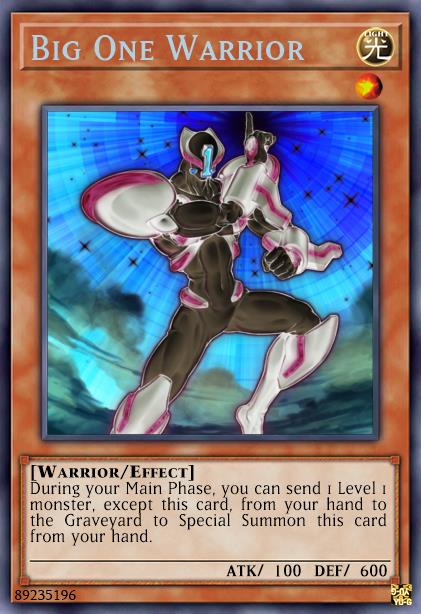 Big One Warrior
LIGHT
光
1
[Warrior/Effect]
During your Main Phase, you can send 1 Level 1
monster, except this card, from your hand to
the Graveyard to Special Summon this card
from your hand.
ATK/ 100 DEF/ 600
89235196